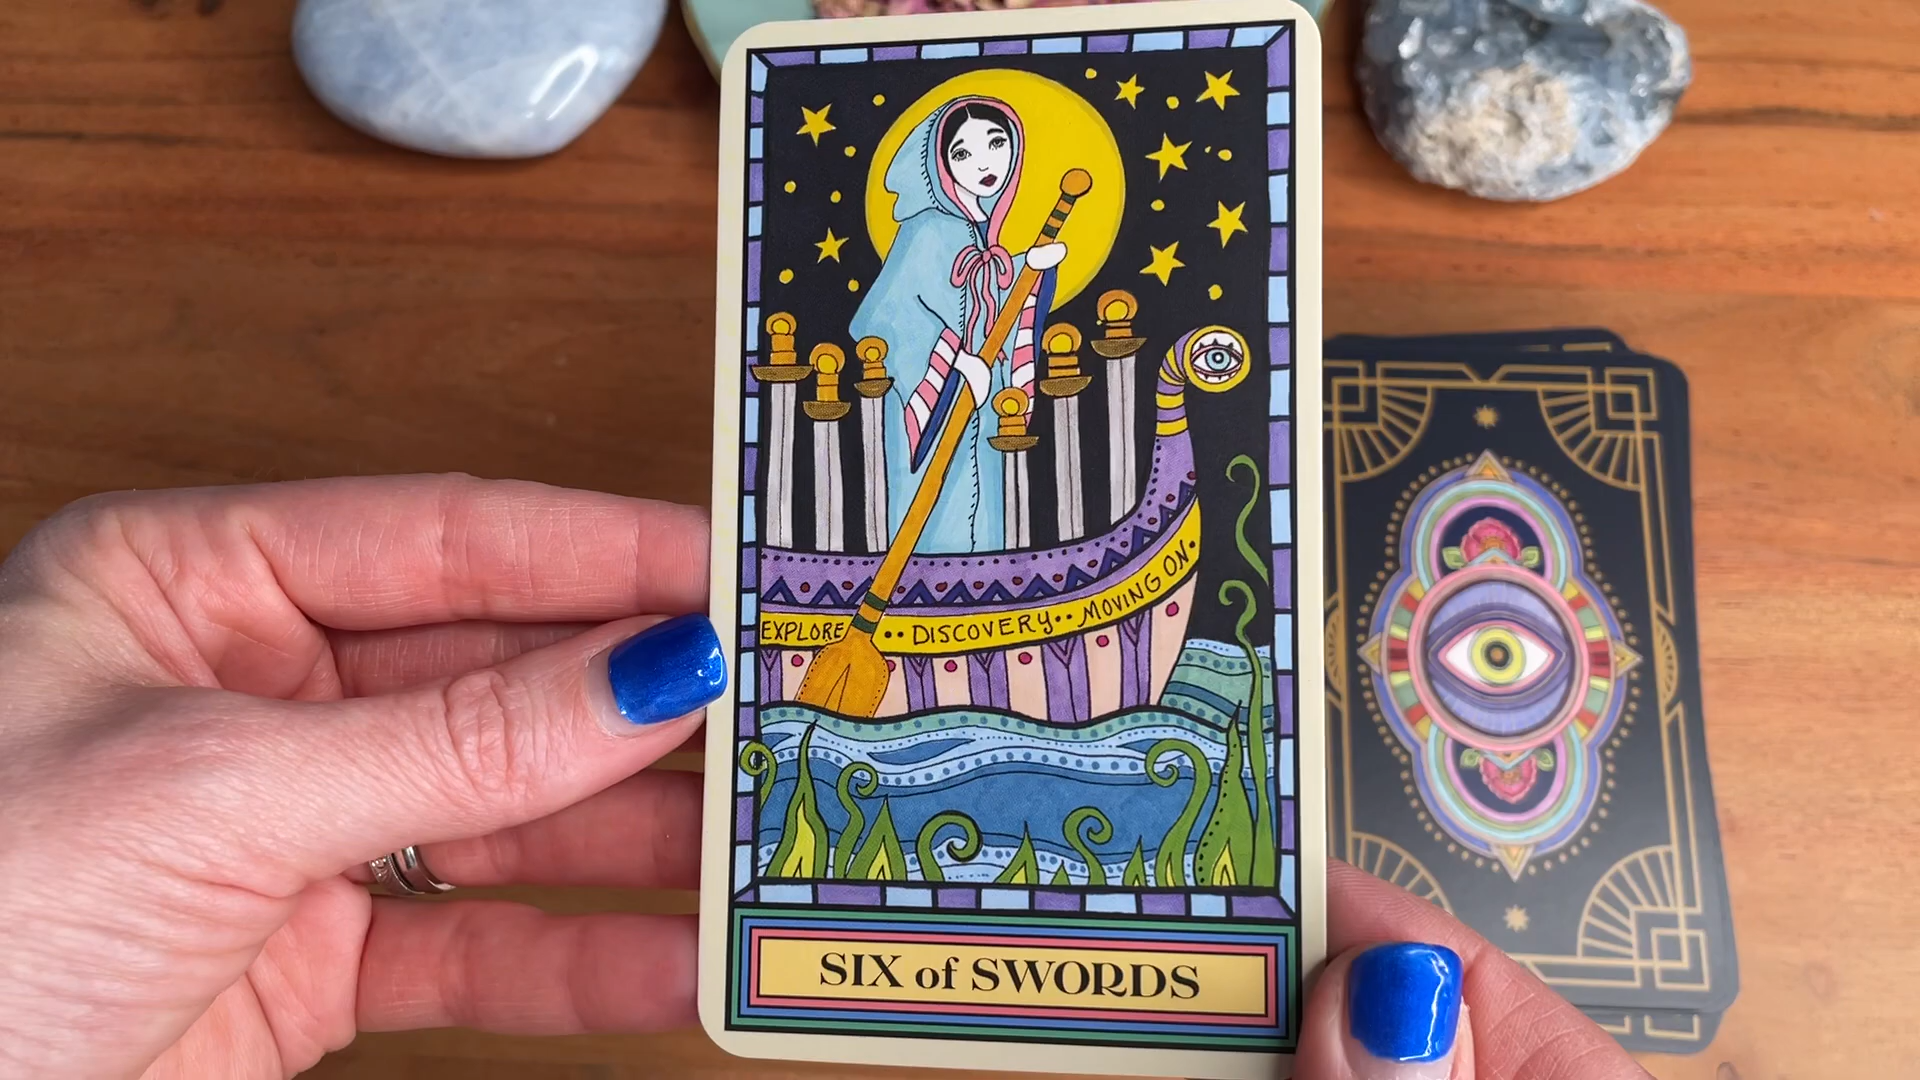 EXPLORE •• DISCOVERY •• MOVING ON •
SIX of SWORDS